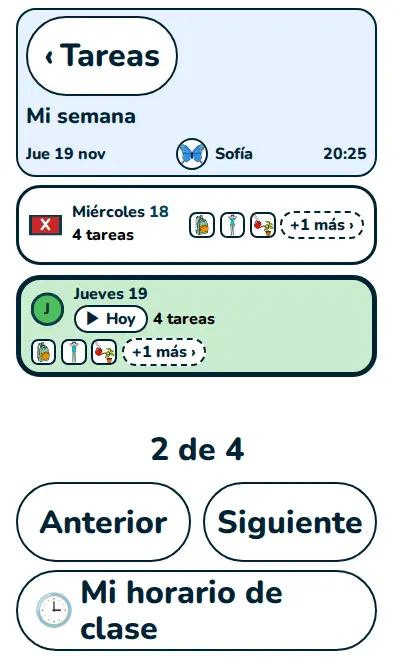 ‹ Tareas
Mi semana
Jue 19 nov Sofía 20:25
X Miércoles 18
4 tareas +1 más ›
J Jueves 19
Hoy 4 tareas
+1 más ›
2 de 4
Anterior Siguiente
Mi horario de
clase